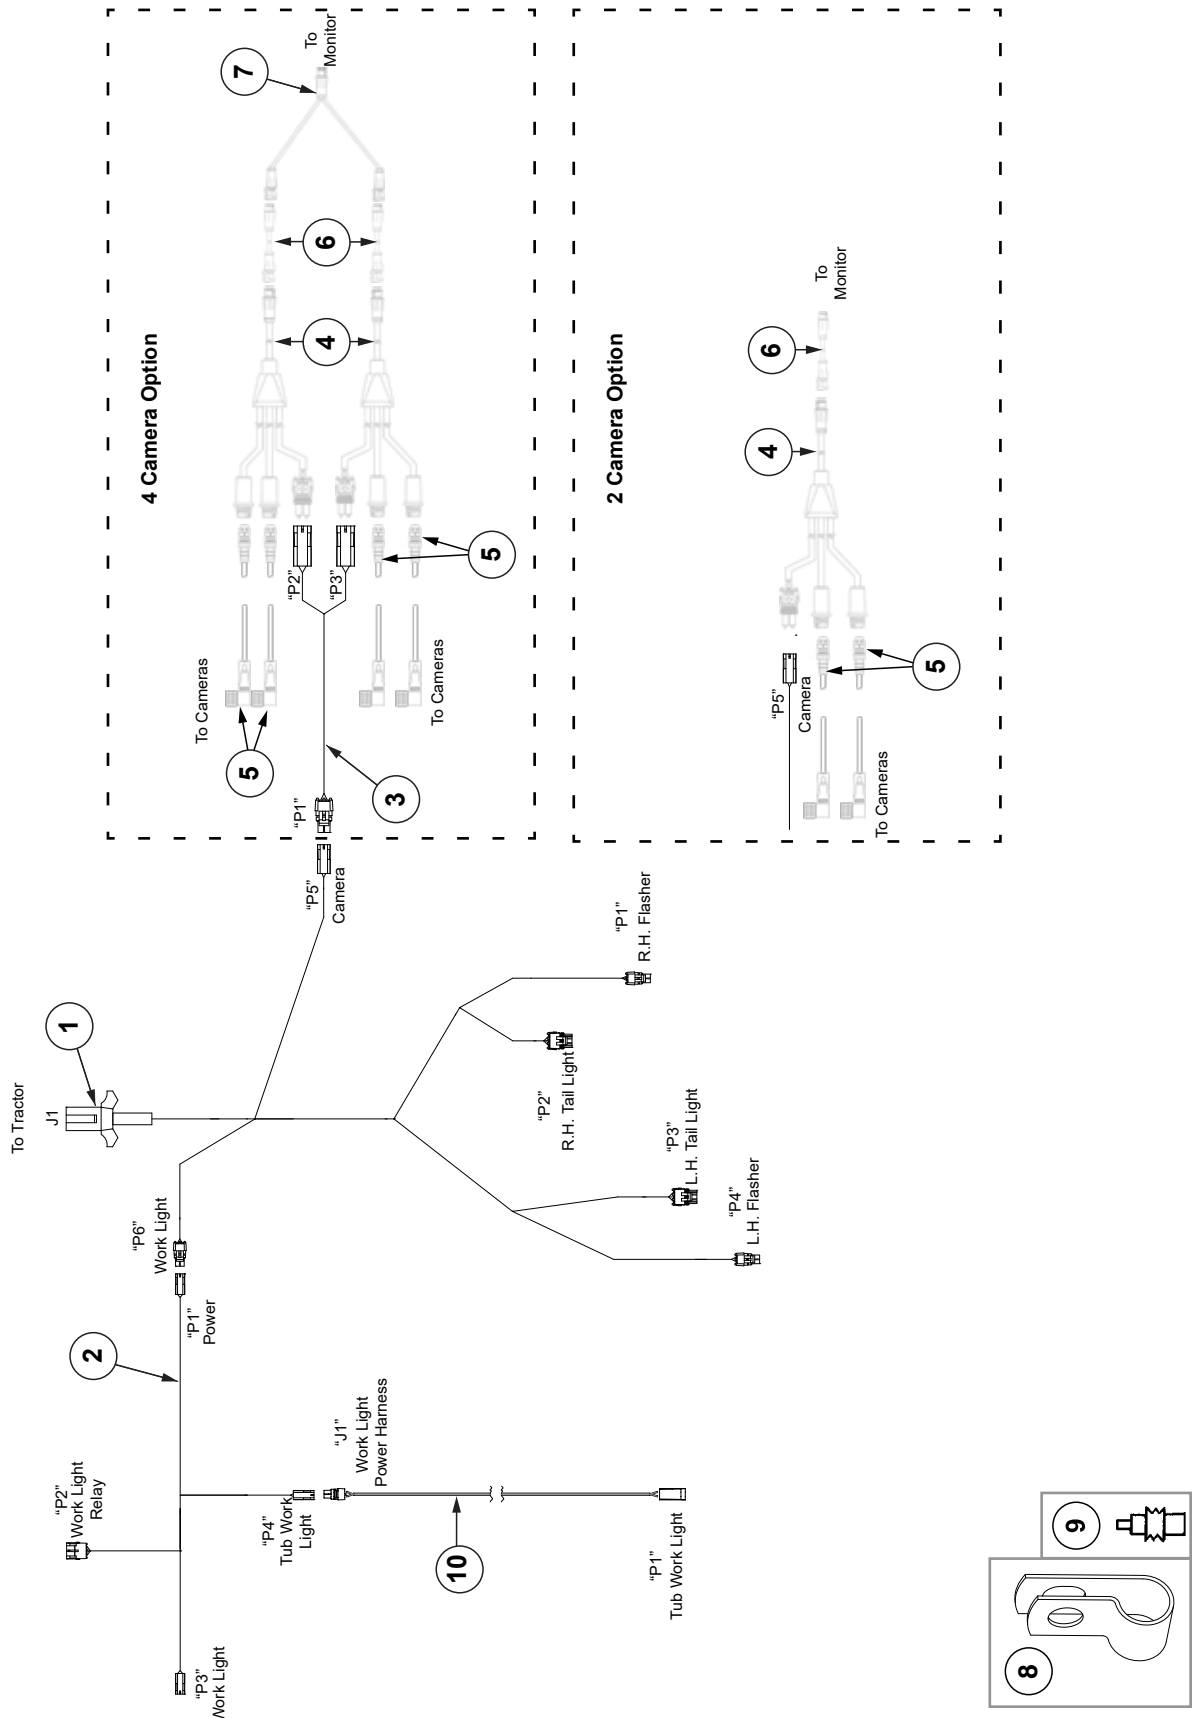 To Tractor
J1
1
"P2"
Work Light
Relay
"P3"
Work Light
2
"P1"
Power
"P6"
Work Light
"P4"
Tub Work
Light
"J1"
Work Light
Power Harness
10
"P1"
Tub Work Light
"P5"
Camera
"P1"
R.H. Flasher
"P2"
R.H. Tail Light
"P3"
L.H. Tail Light
"P4"
L.H. Flasher
4 Camera Option
To
Monitor
7
6
4
5
"P2"
"P3"
To Cameras
To Cameras
5
3
"P1"
2 Camera Option
To
Monitor
6
4
5
"P5"
Camera
To Cameras
8
9